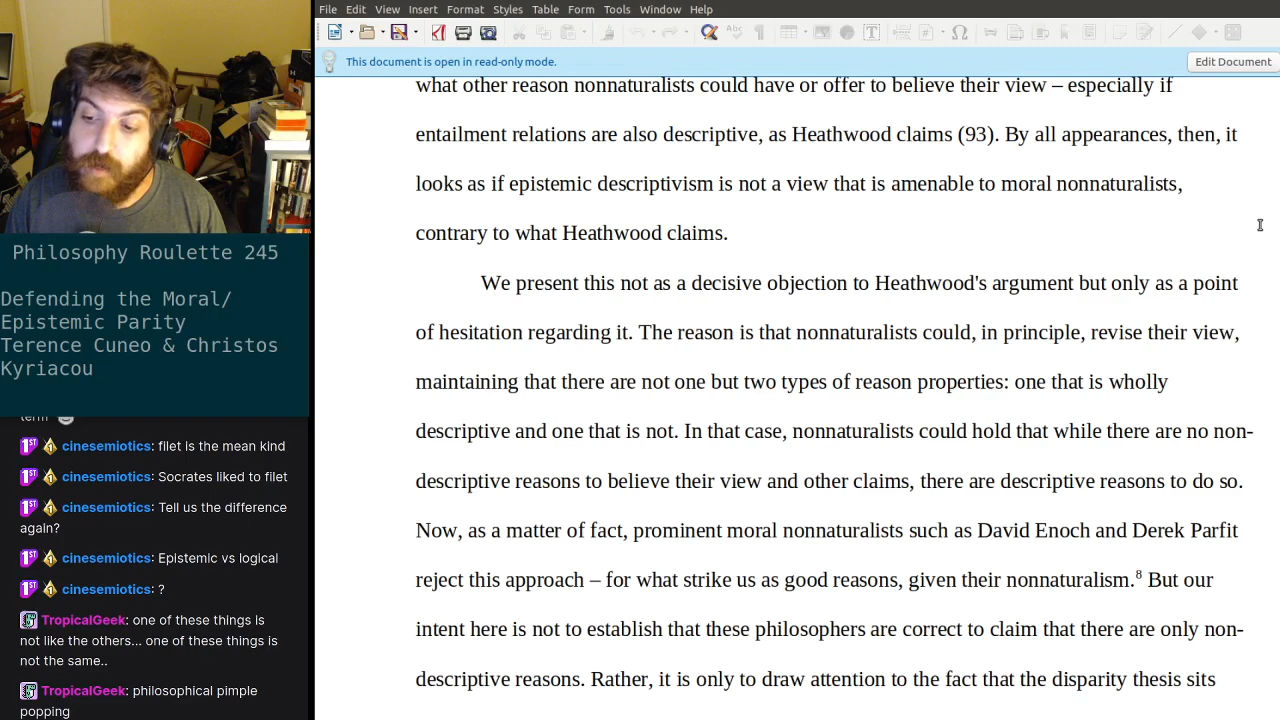 File Edit View Insert Format Styles Table Form Tools Window Help
This document is open in read-only mode.
Edit Document
what other reason nonnaturalists could have or offer to believe their view – especially if
entailment relations are also descriptive, as Heathwood claims (93). By all appearances, then, it
looks as if epistemic descriptivism is not a view that is amenable to moral nonnaturalists,
contrary to what Heathwood claims.
We present this not as a decisive objection to Heathwood's argument but only as a point
of hesitation regarding it. The reason is that nonnaturalists could, in principle, revise their view,
maintaining that there are not one but two types of reason properties: one that is wholly
descriptive and one that is not. In that case, nonnaturalists could hold that while there are no non-
descriptive reasons to believe their view and other claims, there are descriptive reasons to do so.
Now, as a matter of fact, prominent moral nonnaturalists such as David Enoch and Derek Parfit
reject this approach – for what strike us as good reasons, given their nonnaturalism.8 But our
intent here is not to establish that these philosophers are correct to claim that there are only non-
descriptive reasons. Rather, it is only to draw attention to the fact that the disparity thesis sits
Philosophy Roulette 245
Defending the Moral/
Epistemic Parity
Terence Cuneo & Christos
Kyriacou
term
1ST cinesemiotics: filet is the mean kind
1ST cinesemiotics: Socrates liked to filet
1ST cinesemiotics: Tell us the difference
again?
1ST cinesemiotics: Epistemic vs logical
1ST cinesemiotics: ?
TropicalGeek: one of these things is
not like the others... one of these things is
not the same..
TropicalGeek: philosophical pimple
popping